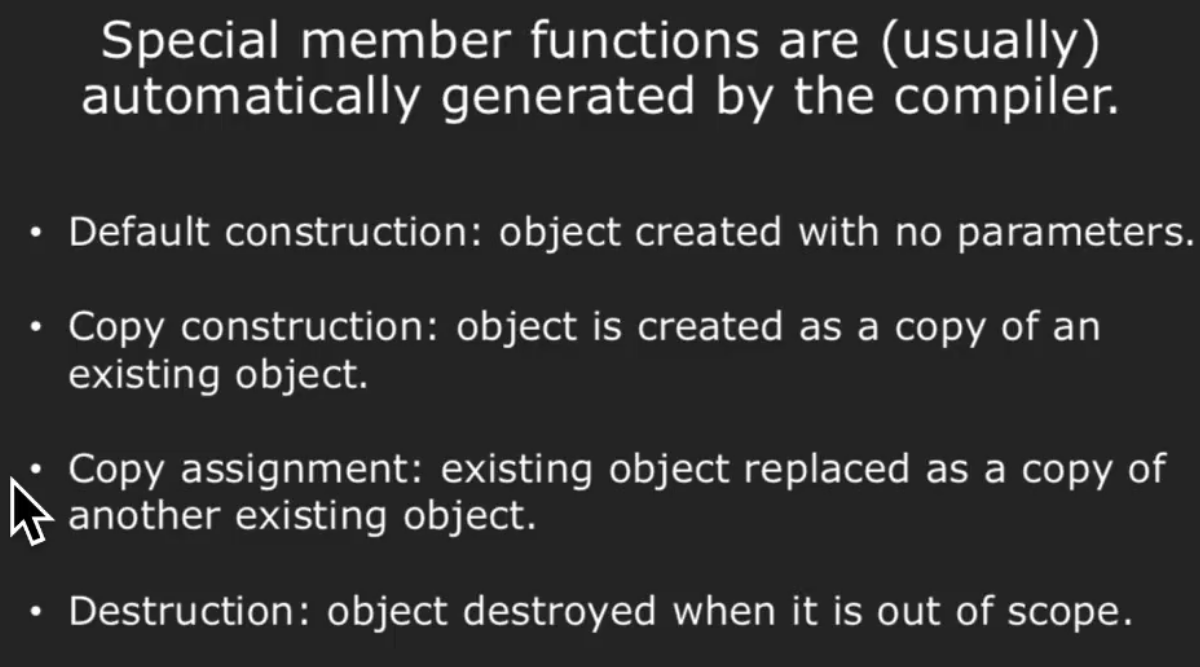 Special member functions are (usually)
automatically generated by the compiler.
• Default construction: object created with no parameters.
• Copy construction: object is created as a copy of an
existing object.
• Copy assignment: existing object replaced as a copy of
another existing object.
• Destruction: object destroyed when it is out of scope.